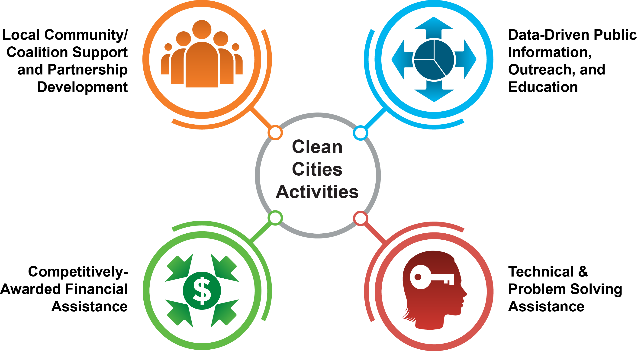 Local Community/
Coalition Support
and Partnership
Development
Data-Driven Public
Information,
Outreach, and
Education
Clean
Cities
Activities
Competitively-
Awarded Financial
Assistance
$
Technical &
Problem Solving
Assistance